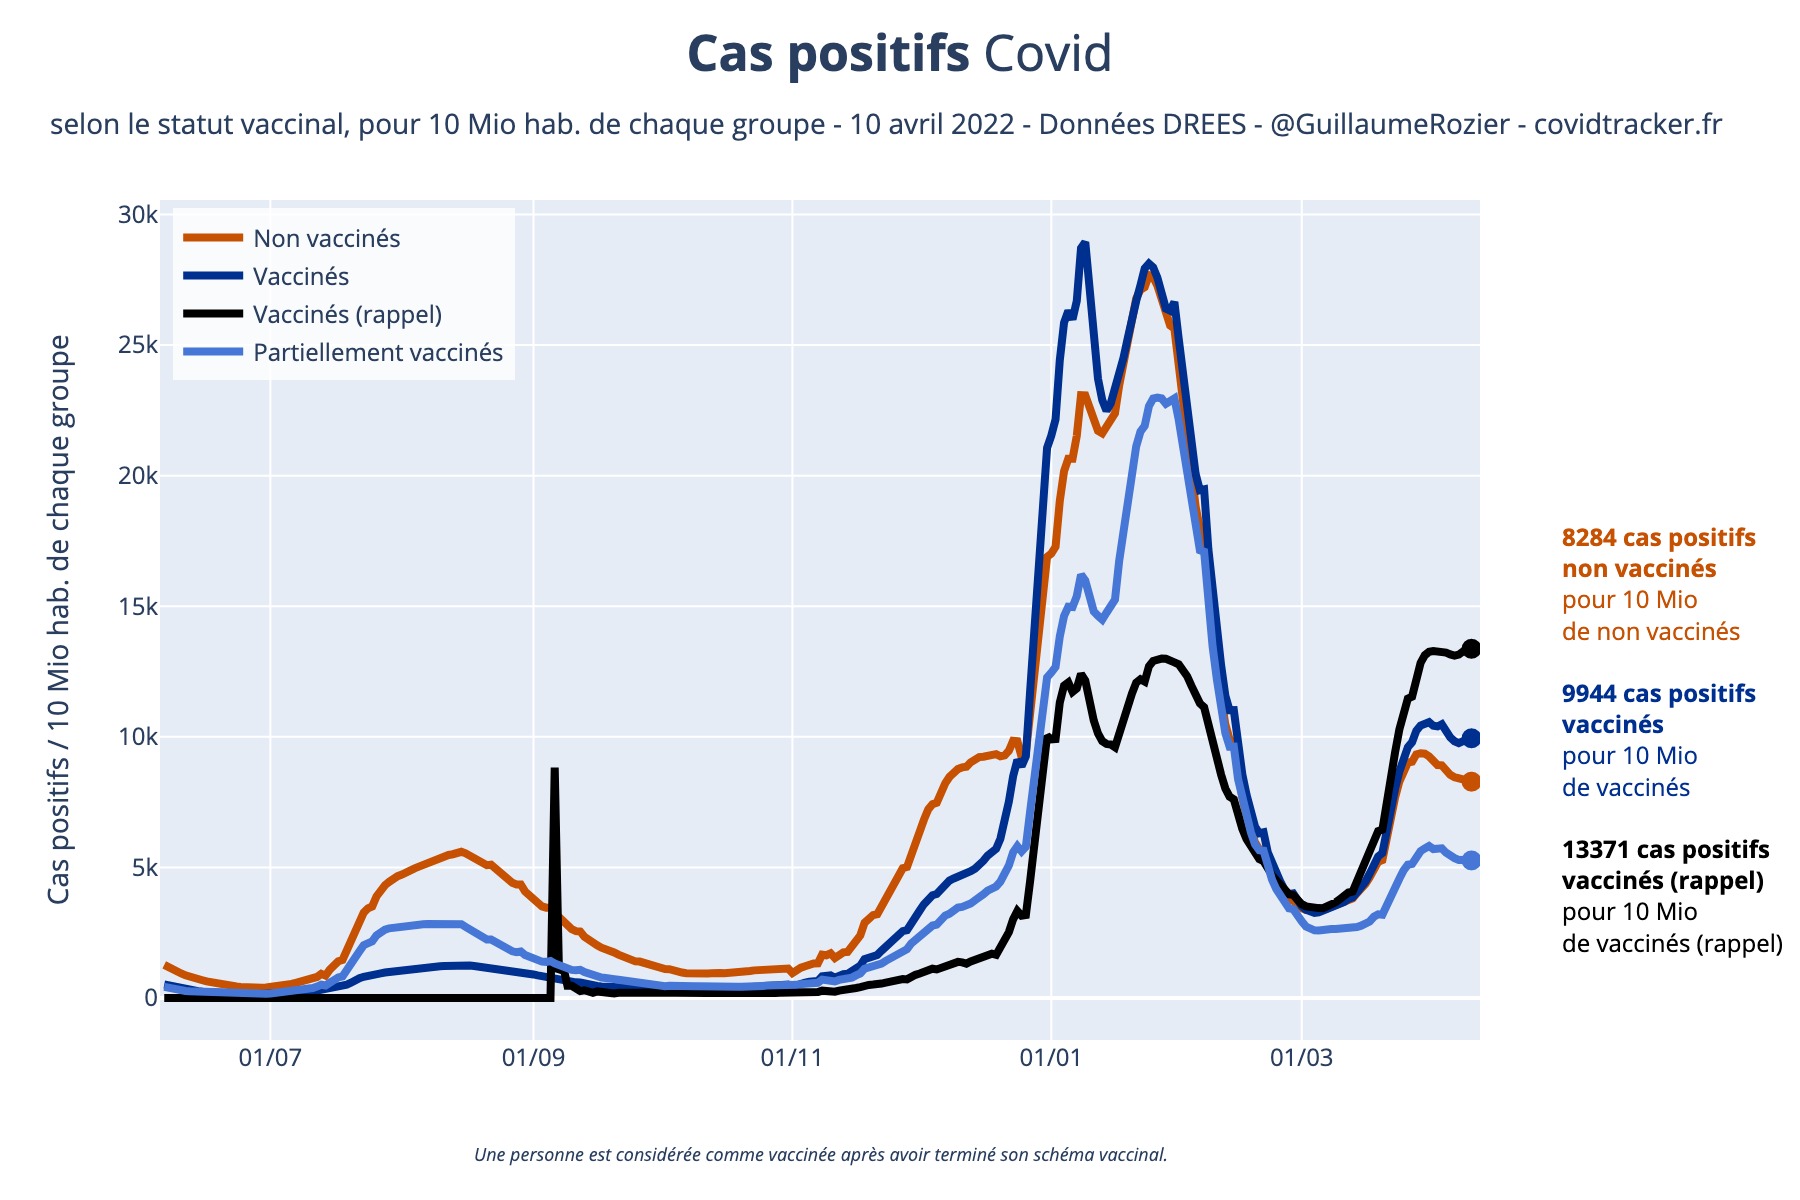 Cas positifs Covid
selon le statut vaccinal, pour 10 Mio hab. de chaque groupe - 10 avril 2022 - Données DREES - @GuillaumeRozier - covidtracker.fr
Cas positifs / 10 Mio hab. de chaque groupe
30k
25k
20k
15k
10k
5k
0
Non vaccinés
Vaccinés
Vaccinés (rappel)
Partiellement vaccinés
01/07
01/09
01/11
01/01
01/03
8284 cas positifs
non vaccinés
pour 10 Mio
de non vaccinés
9944 cas positifs
vaccinés
pour 10 Mio
de vaccinés
13371 cas positifs
vaccinés (rappel)
pour 10 Mio
de vaccinés (rappel)
Une personne est considérée comme vaccinée après avoir terminé son schéma vaccinal.